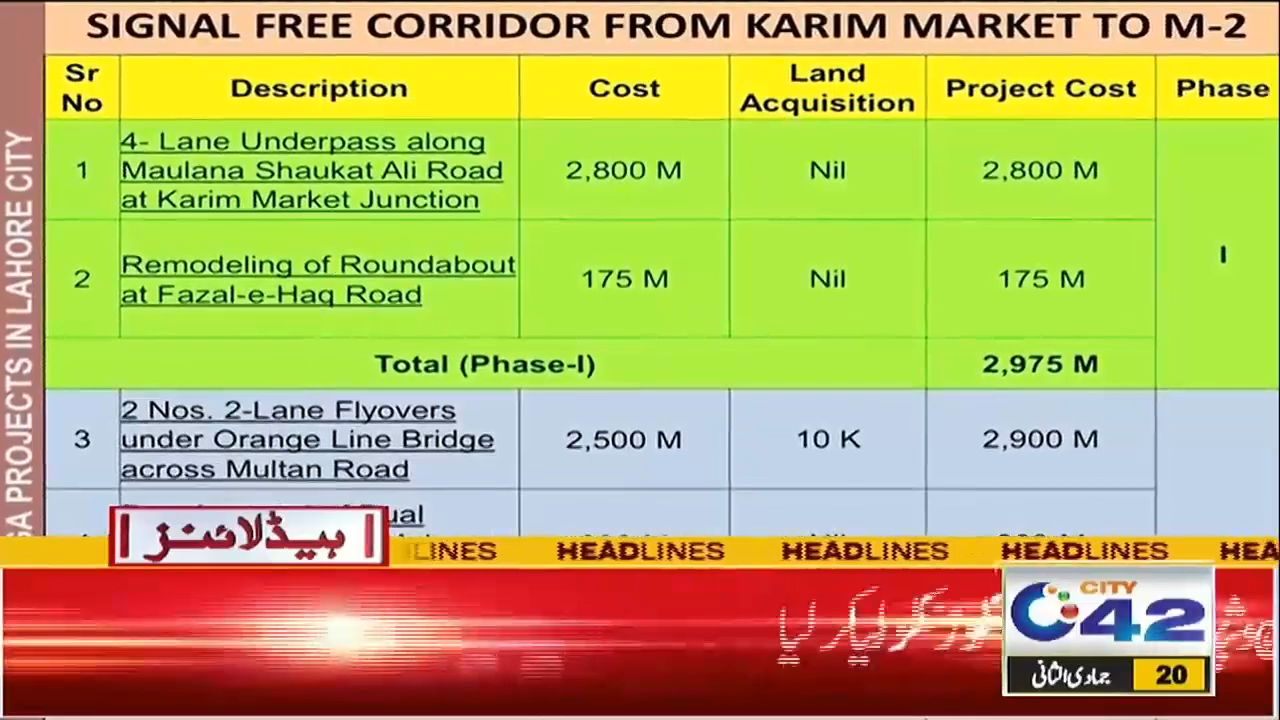 SIGNAL FREE CORRIDOR FROM KARIM MARKET TO M-2
GA PROJECTS IN LAHORE CITY
Sr No Description Cost Land Acquisition Project Cost Phase
1 4- Lane Underpass along Maulana Shaukat Ali Road at Karim Market Junction 2,800 M Nil 2,800 M I
2 Remodeling of Roundabout at Fazal-e-Haq Road 175 M Nil 175 M
Total (Phase-I) 2,975 M
3 2 Nos. 2-Lane Flyovers under Orange Line Bridge across Multan Road 2,500 M 10 K 2,900 M
ہیڈلائنز
LINES HEADLINES HEADLINES HEADLINES HEA
CITY
42
جمادی الثانی 20